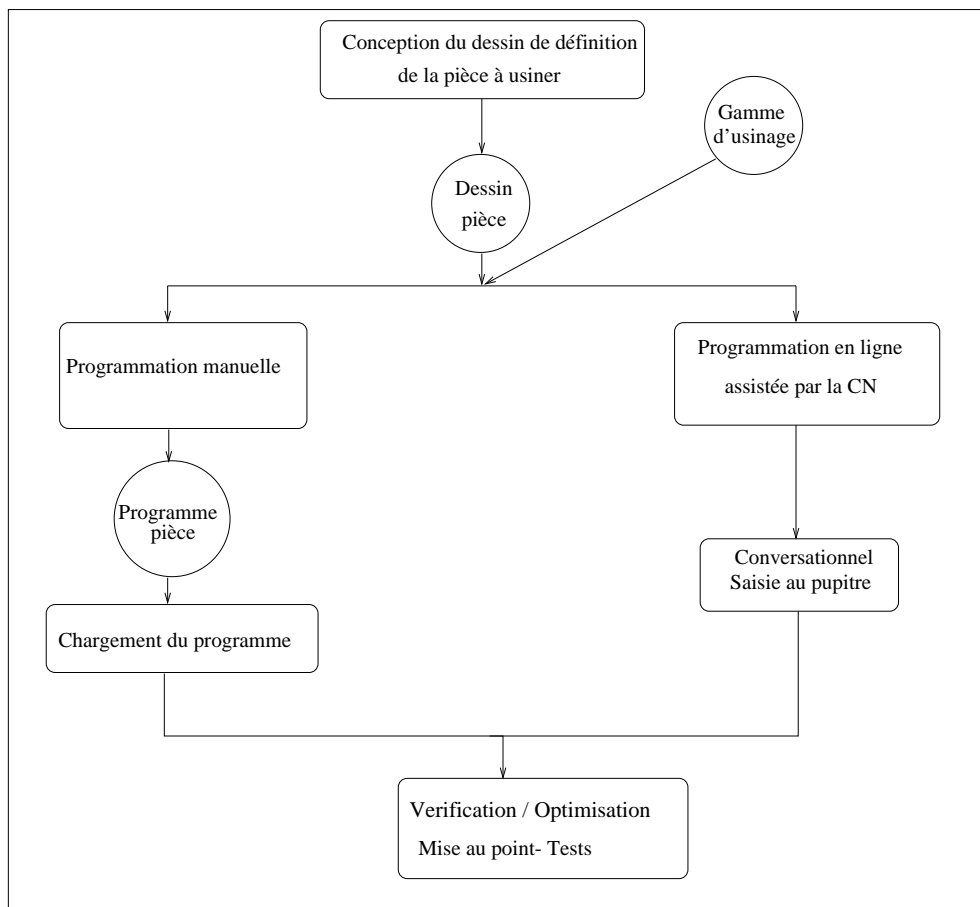 Conception du dessin de définition
de la pièce à usiner
Gamme
d’usinage
Dessin
pièce
Programmation manuelle
Programmation en ligne
assistée par la CN
Programme
pièce
Conversationnel
Saisie au pupitre
Chargement du programme
Verification / Optimisation
Mise au point- Tests